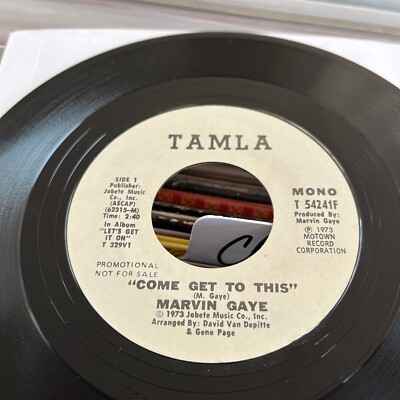 TAMLA
SIDE 1
Publisher:
Jobete Music
Co., Inc.
(ASCAP)
(62315-M)
Time: 2:40
In Album
"LET'S GET
IT ON"
T 329V1
MONO
T 54241F
Produced By:
Marvin Gaye
℗ 1973
MOTOWN
RECORD
CORPORATION
PROMOTIONAL
NOT FOR SALE
"COME GET TO THIS"
(M. Gaye)
MARVIN GAYE
© 1973 Jobete Music Co., Inc.
Arranged By: David Van Depitte
& Gene Page